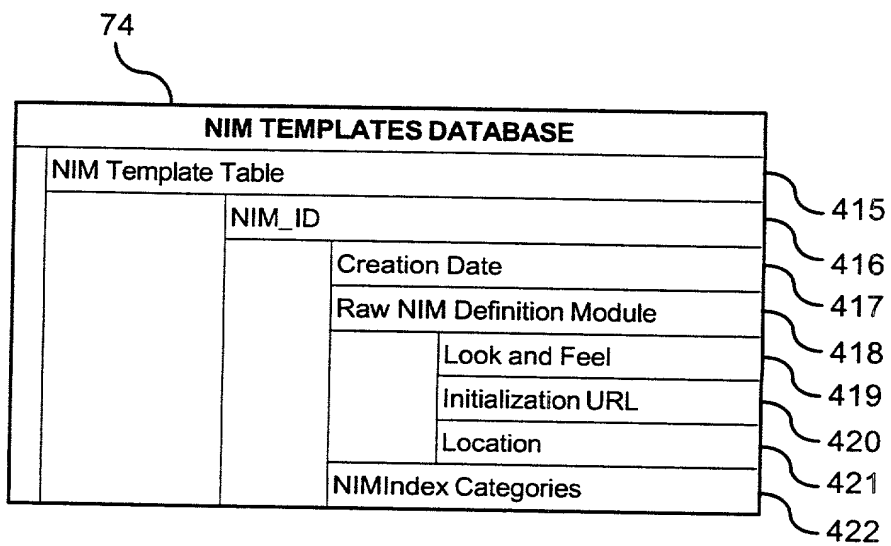 74
NIM TEMPLATES DATABASE
NIM Template Table
415
NIM_ID
416
Creation Date
417
Raw NIM Definition Module
418
Look and Feel
419
Initialization URL
420
Location
421
NIMIndex Categories
422